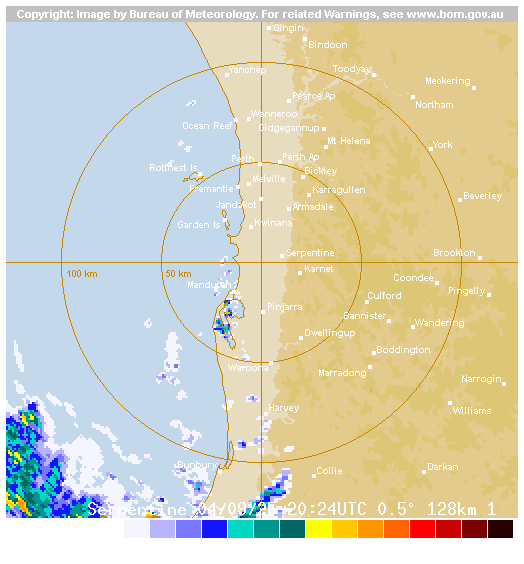 Copyright: Image by Bureau of Meteorology. For related Warnings, see www.bom.gov.au
Gingin
Bindoon
Yanchep
Toodyay
Meckering
Pearce Ap
Northam
Wanneroo
Ocean Reef
Gidgegannup
Mt Helena
York
Perth
Perth Ap
Rottnest Is
Bickley
Melville
Fremantle
Karragullen
Beverley
Jandakot
Armadale
Garden Is
Kwinana
Serpentine
Brookton
100 km
50 km
Karnet
Coondee
Mandurah
Pingelly
Culford
Pinjarra
Bannister
Wandering
Dwellingup
Boddington
Waroona
Marradong
Narrogin
Harvey
Williams
Bunbury
Collie
Darkan
Serpentine
20:24UTC 0.5° 128km 1